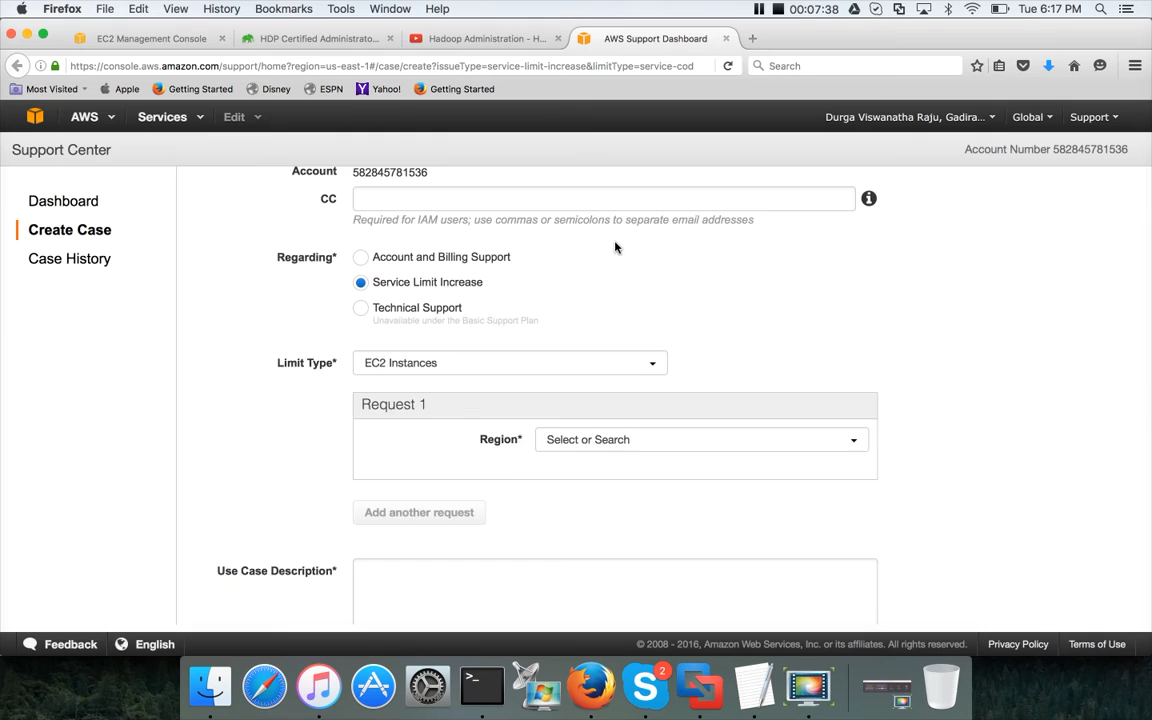 Firefox File Edit View History Bookmarks Tools Window Help 00:07:38 Tue 6:17 PM
EC2 Management Console HDP Certified Administrato... Hadoop Administration - H... AWS Support Dashboard
https://console.aws.amazon.com/support/home?region=us-east-1#/case/create?issueType=service-limit-increase&limitType=service-cod Search
Most Visited Apple Getting Started Disney ESPN Yahoo! Getting Started
AWS Services Edit Durga Viswanatha Raju, Gadira... Global Support
Support Center Account Number 582845781536
Dashboard
Create Case
Case History
Account 582845781536
CC
Required for IAM users; use commas or semicolons to separate email addresses
Regarding* Account and Billing Support
Service Limit Increase
Technical Support
Unavailable under the Basic Support Plan
Limit Type* EC2 Instances
Request 1
Region* Select or Search
Add another request
Use Case Description*
Feedback English © 2008 - 2016, Amazon Web Services, Inc. or its affiliates. All rights reserved. Privacy Policy Terms of Use
2